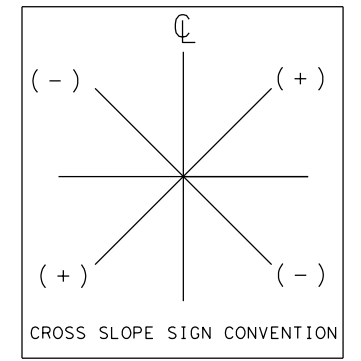 ℄
( - ) ( + )
( + ) ( - )
CROSS SLOPE SIGN CONVENTION